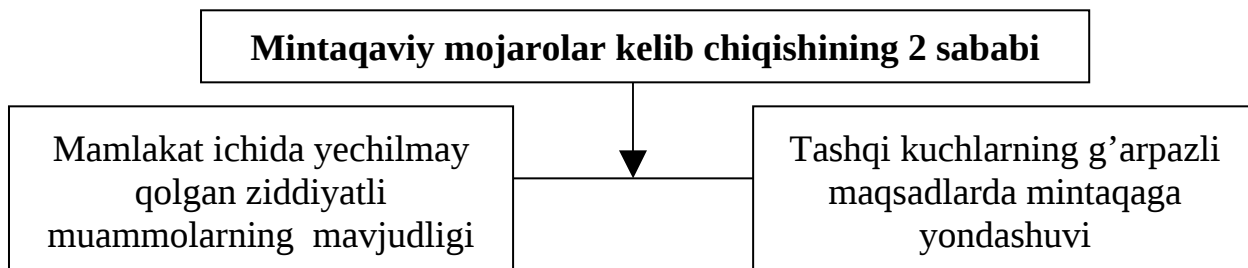 Mintaqaviy mojarolar kelib chiqishining 2 sababi
Mamlakat ichida yechilmay
qolgan ziddiyatli
muammolarning mavjudligi
Tashqi kuchlarning g’arpazli
maqsadlarda mintaqaga
yondashuvi